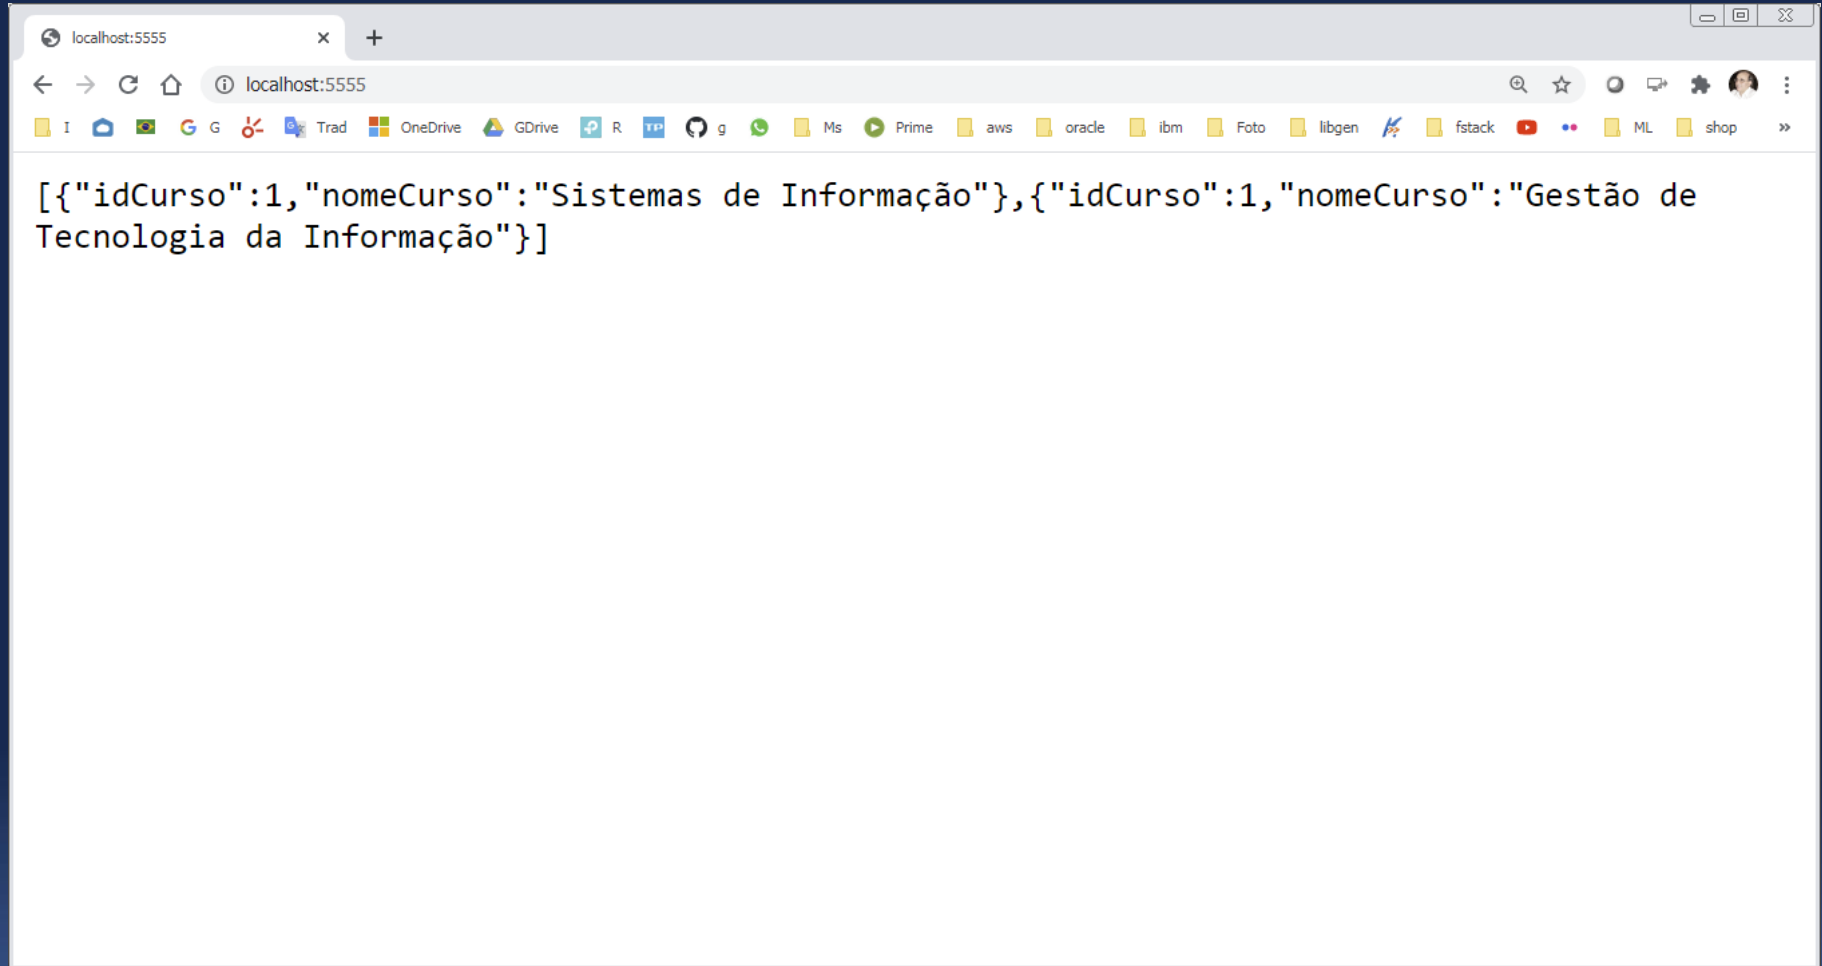 localhost:5555
localhost:5555
I G Trad OneDrive GDrive R TP g Ms Prime aws oracle ibm Foto libgen fstack ML shop »
[{"idCurso":1,"nomeCurso":"Sistemas de Informação"},{"idCurso":1,"nomeCurso":"Gestão de
Tecnologia da Informação"}]